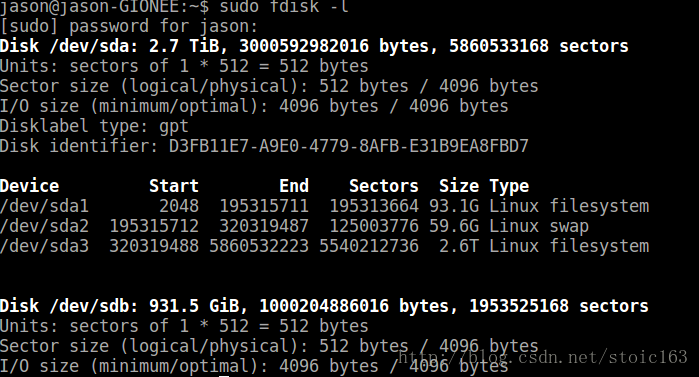 jason@jason-GIONEE:~$ sudo fdisk -l
[sudo] password for jason:
Disk /dev/sda: 2.7 TiB, 3000592982016 bytes, 5860533168 sectors
Units: sectors of 1 * 512 = 512 bytes
Sector size (logical/physical): 512 bytes / 4096 bytes
I/O size (minimum/optimal): 4096 bytes / 4096 bytes
Disklabel type: gpt
Disk identifier: D3FB11E7-A9E0-4779-8AFB-E31B9EA8FBD7
Device Start End Sectors Size Type
/dev/sda1 2048 195315711 195313664 93.1G Linux filesystem
/dev/sda2 195315712 320319487 125003776 59.6G Linux swap
/dev/sda3 320319488 5860532223 5540212736 2.6T Linux filesystem
Disk /dev/sdb: 931.5 GiB, 1000204886016 bytes, 1953525168 sectors
Units: sectors of 1 * 512 = 512 bytes
Sector size (logical/physical): 512 bytes / 4096 bytes
http://blog.csdn.net/stoic163
I/O size (minimum/optimal): 4096 bytes / 4096 bytes